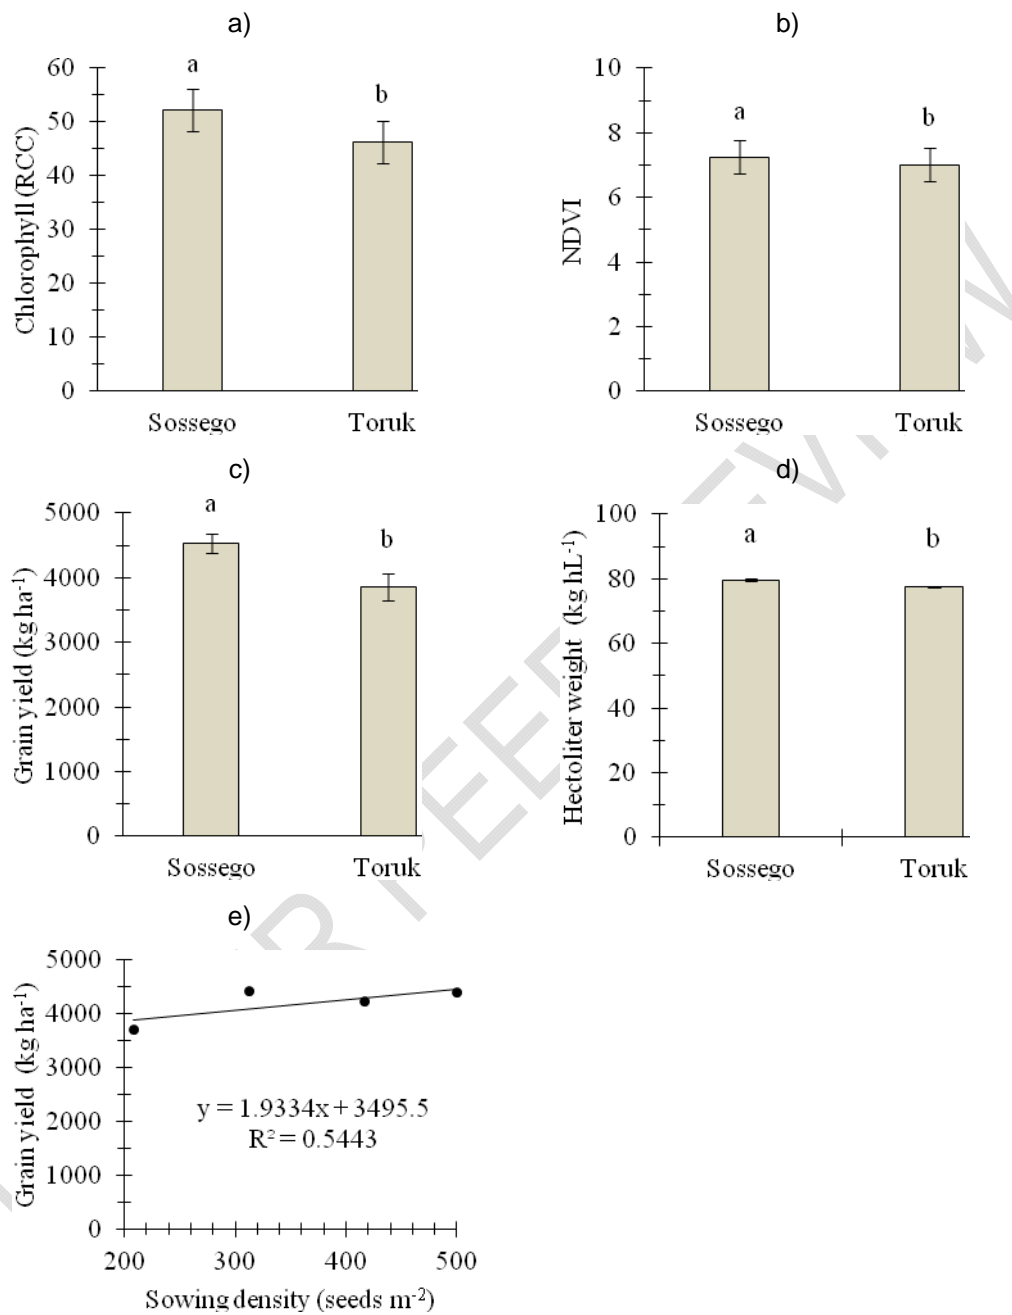 a)
60
50
40
30
20
10
0
Chlorophyll (RCC)
a
b
Sossego
Toruk
b)
10
8
6
4
2
0
NDVI
a
b
Sossego
Toruk
c)
5000
4000
3000
2000
1000
0
Grain yield (kg ha⁻¹)
a
b
Sossego
Toruk
d)
100
80
60
40
20
0
Hectoliter weight (kg hL⁻¹)
a
b
Sossego
Toruk
e)
5000
4000
3000
2000
1000
0
Grain yield (kg ha⁻¹)
y = 1.9334x + 3495.5
R² = 0.5443
200 300 400 500
Sowing density (seeds m⁻²)